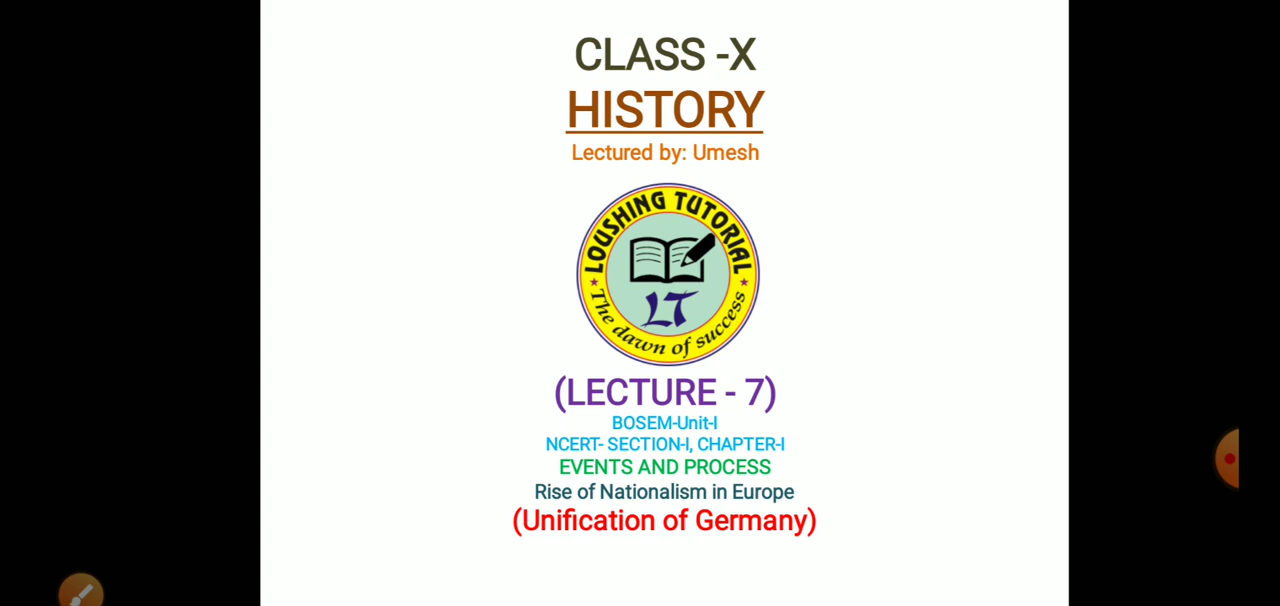 CLASS -X
HISTORY
Lectured by: Umesh
LOUSHING TUTORIAL
LT
The dawn of success
(LECTURE - 7)
BOSEM-Unit-I
NCERT- SECTION-I, CHAPTER-I
EVENTS AND PROCESS
Rise of Nationalism in Europe
(Unification of Germany)